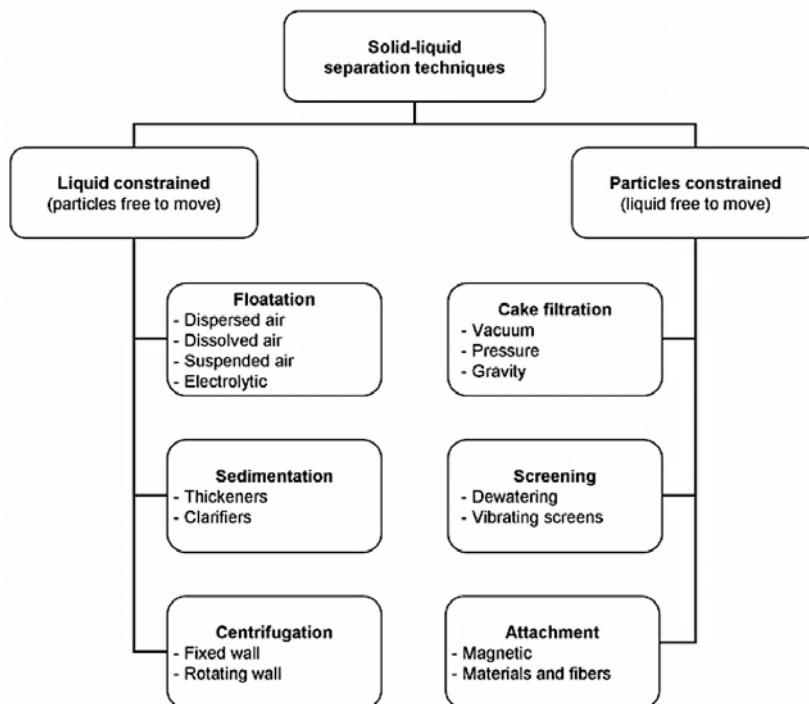 Solid-liquid
separation techniques
Liquid constrained
(particles free to move)
Particles constrained
(liquid free to move)
Floatation
- Dispersed air
- Dissolved air
- Suspended air
- Electrolytic
Cake filtration
- Vacuum
- Pressure
- Gravity
Sedimentation
- Thickeners
- Clarifiers
Screening
- Dewatering
- Vibrating screens
Centrifugation
- Fixed wall
- Rotating wall
Attachment
- Magnetic
- Materials and fibers